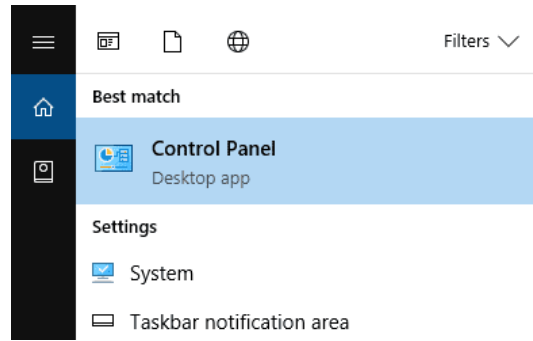 Filters
Best match
Control Panel
Desktop app
Settings
System
Taskbar notification area